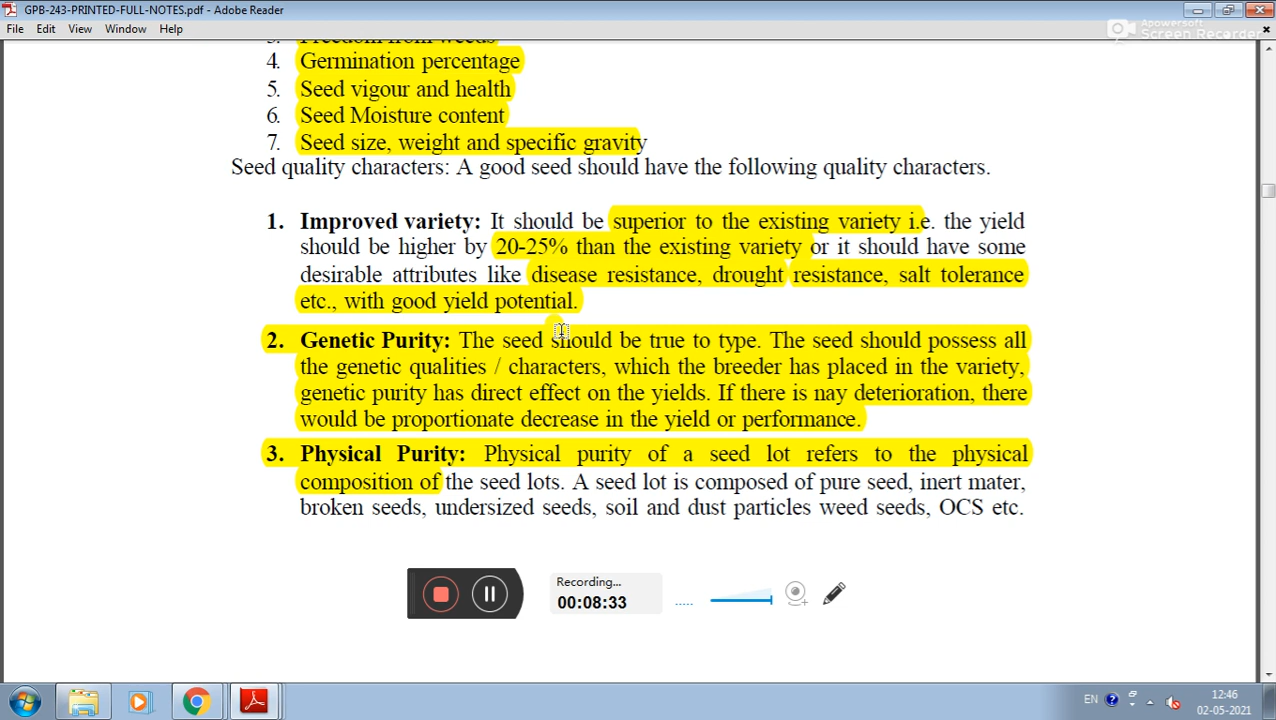 GPB-243-PRINTED-FULL-NOTES.pdf - Adobe Reader
File Edit View Window Help
Apowersoft
Screen Recorder
3. Freedom from weeds
4. Germination percentage
5. Seed vigour and health
6. Seed Moisture content
7. Seed size, weight and specific gravity
Seed quality characters: A good seed should have the following quality characters.
1. Improved variety: It should be superior to the existing variety i.e. the yield
should be higher by 20-25% than the existing variety or it should have some
desirable attributes like disease resistance, drought resistance, salt tolerance
etc., with good yield potential.
2. Genetic Purity: The seed should be true to type. The seed should possess all
the genetic qualities / characters, which the breeder has placed in the variety,
genetic purity has direct effect on the yields. If there is nay deterioration, there
would be proportionate decrease in the yield or performance.
3. Physical Purity: Physical purity of a seed lot refers to the physical
composition of the seed lots. A seed lot is composed of pure seed, inert mater,
broken seeds, undersized seeds, soil and dust particles weed seeds, OCS etc.
Recording...
00:08:33
EN
12:46
02-05-2021